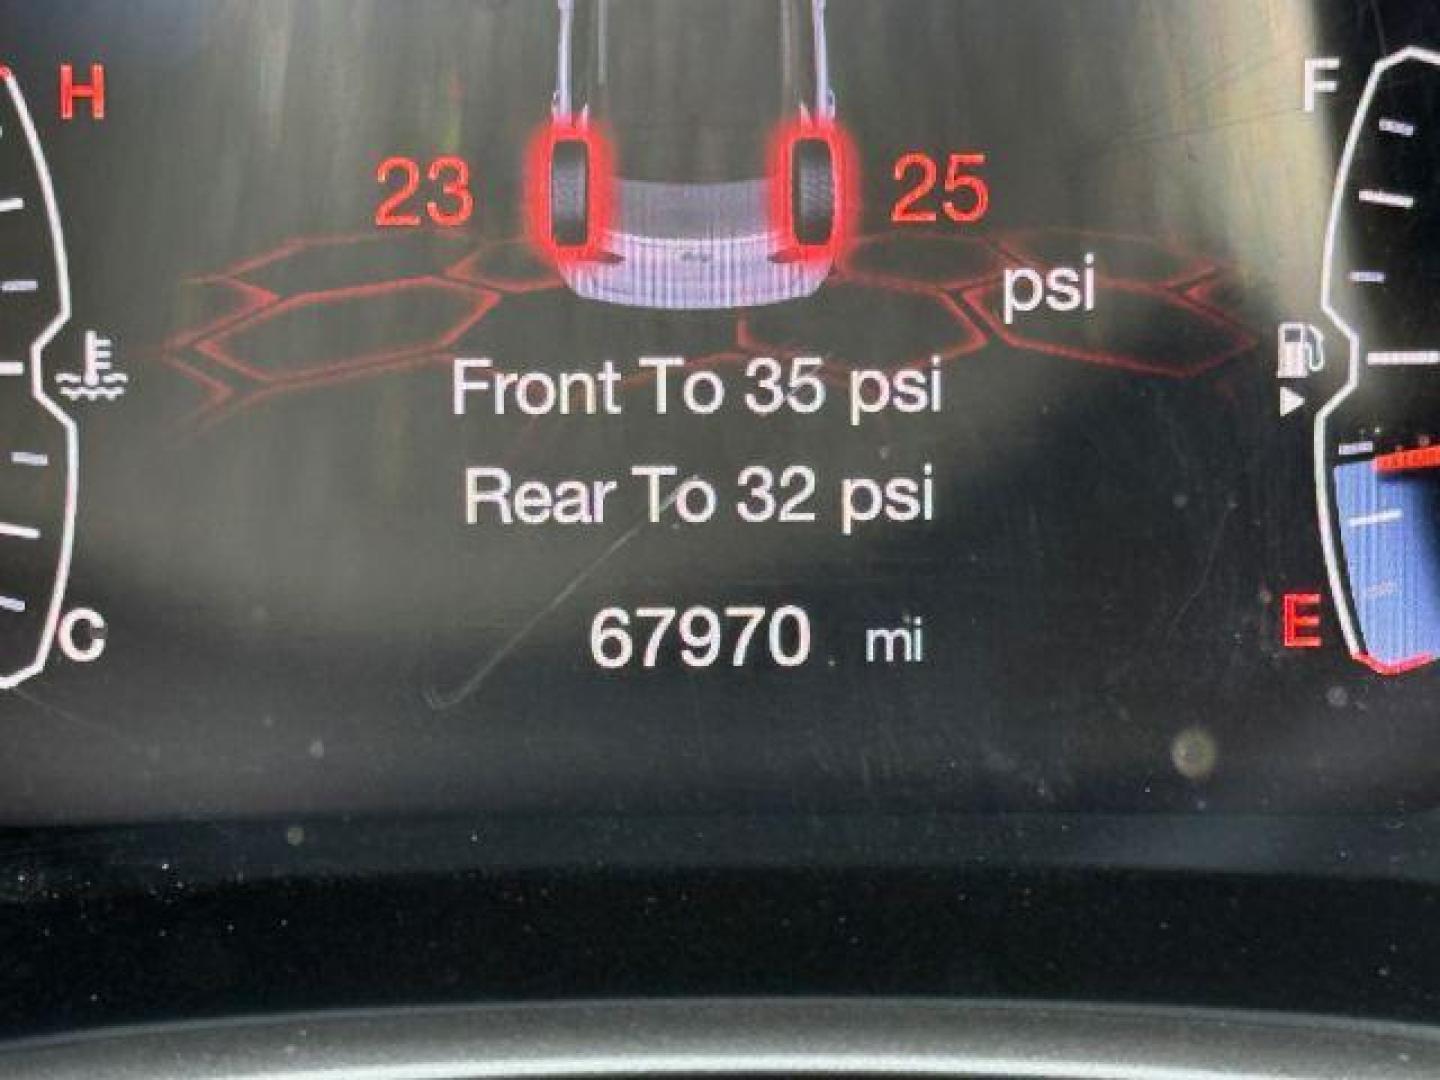 H
F
23 25
psi
Front To 35 psi
Rear To 32 psi
67970 mi
C
E